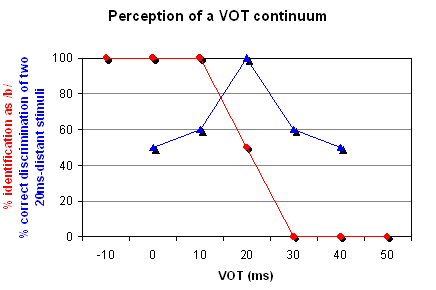 Perception of a VOT continuum
% identification as /b/
% correct discrimination of two
20ms-distant stimuli
100
80
60
40
20
0
-10 0 10 20 30 40 50
VOT (ms)